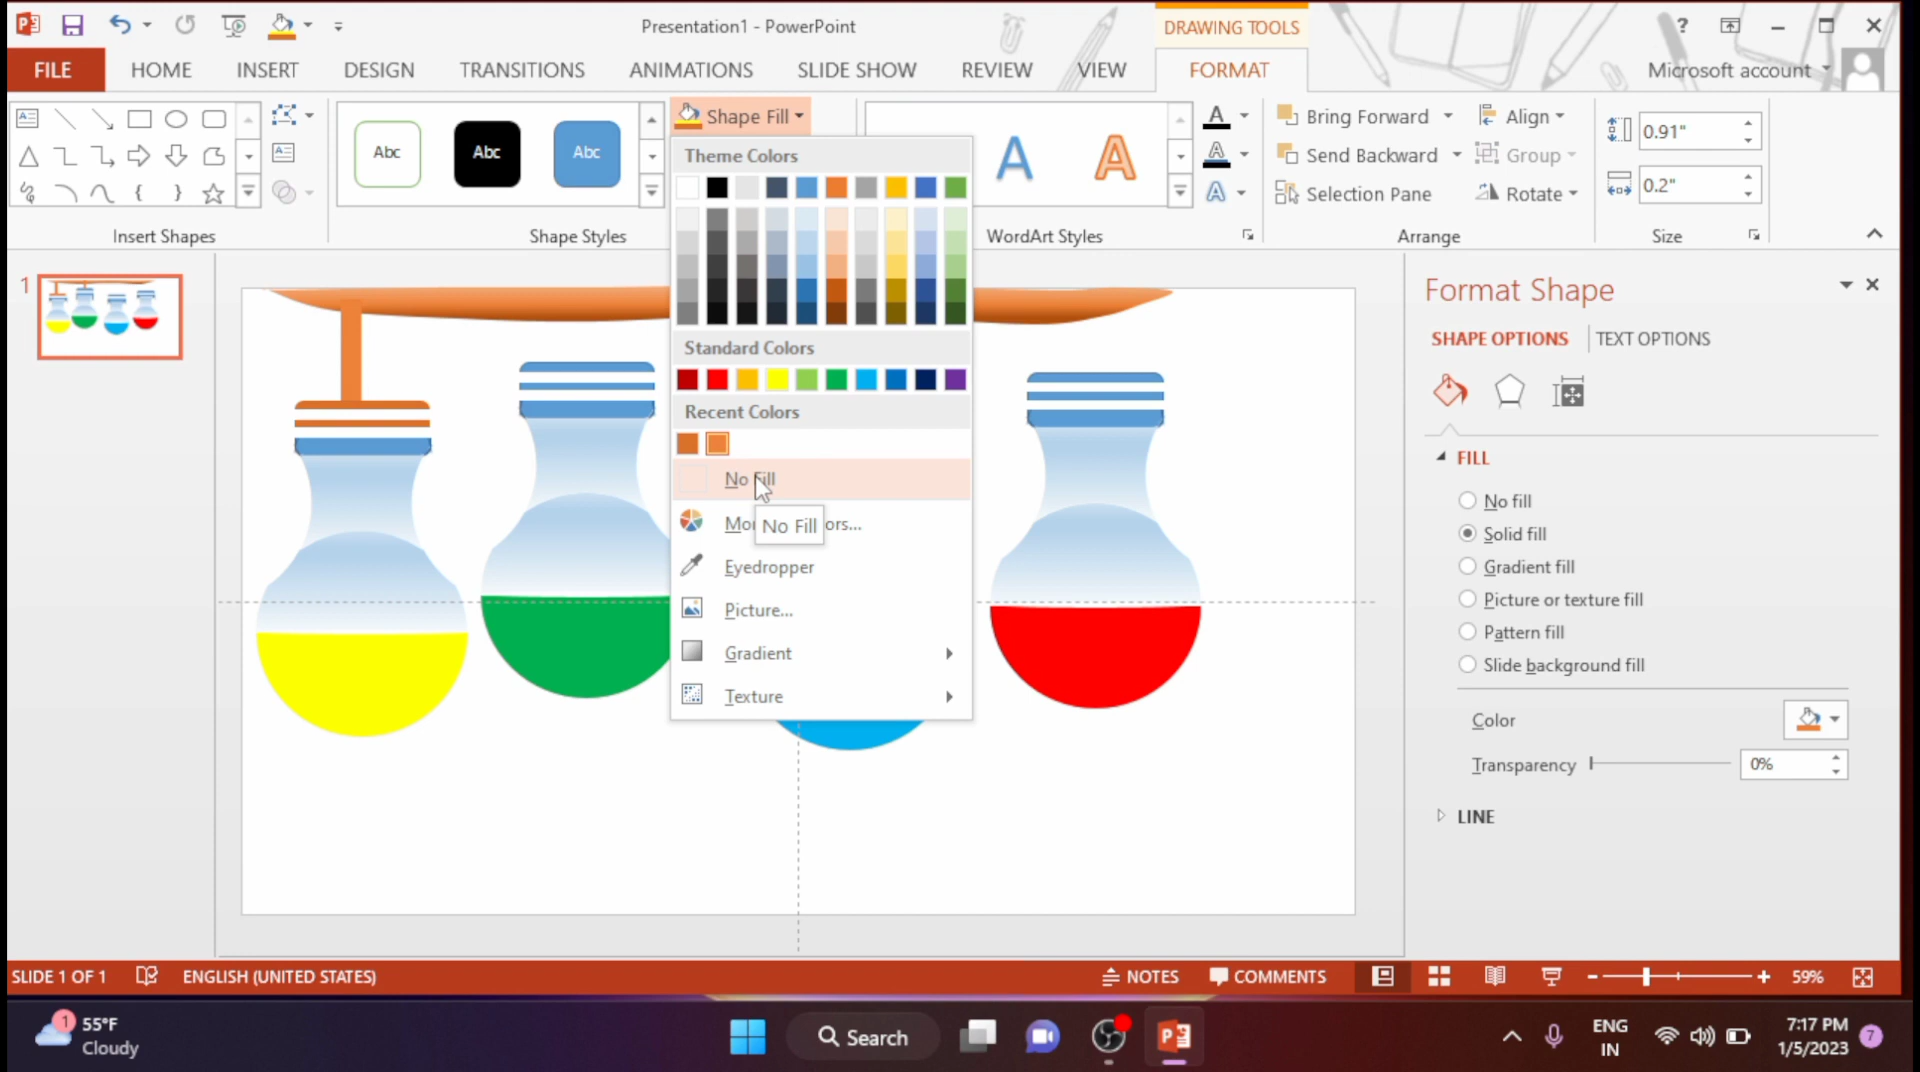 Presentation1 - PowerPoint
DRAWING TOOLS
?
FILE
HOME
INSERT
DESIGN
TRANSITIONS
ANIMATIONS
SLIDE SHOW
REVIEW
VIEW
FORMAT
Microsoft account
Abc
Abc
Abc
Shape Fill
A
A
A
A
A
Bring Forward
Send Backward
Selection Pane
Align
Group
Rotate
0.91"
0.2"
Insert Shapes
Shape Styles
WordArt Styles
Arrange
Size
Theme Colors
Standard Colors
Recent Colors
No Fill
No Fill
ors...
Eyedropper
Picture...
Gradient
Texture
1
Format Shape
SHAPE OPTIONS
TEXT OPTIONS
FILL
No fill
Solid fill
Gradient fill
Picture or texture fill
Pattern fill
Slide background fill
Color
Transparency
0%
LINE
SLIDE 1 OF 1
ENGLISH (UNITED STATES)
NOTES
COMMENTS
59%
1
55°F
Cloudy
Search
ENG
IN
7:17 PM
1/5/2023
7